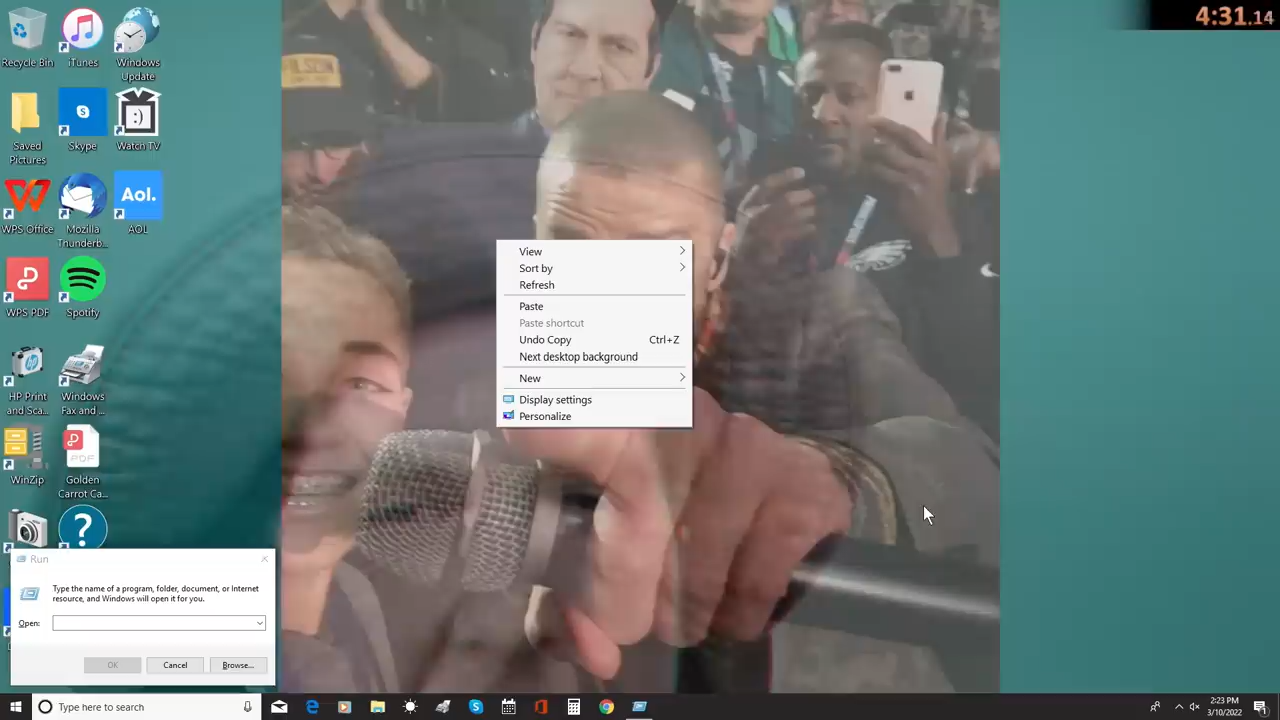 4:31.14
Recycle Bin
iTunes
Windows
Update
Saved
Pictures
Skype
Watch TV
WPS Office
Mozilla
Thunderb...
Aol.
AOL
WPS PDF
Spotify
HP Print
and Sca...
Windows
Fax and ...
WinZip
PDF
Golden
Carrot Ca...
View
Sort by
Refresh
Paste
Paste shortcut
Undo Copy Ctrl+Z
Next desktop background
New
Display settings
Personalize
Run
Type the name of a program, folder, document, or Internet
resource, and Windows will open it for you.
Open:
OK Cancel Browse...
Type here to search
2:23 PM
3/10/2022
1